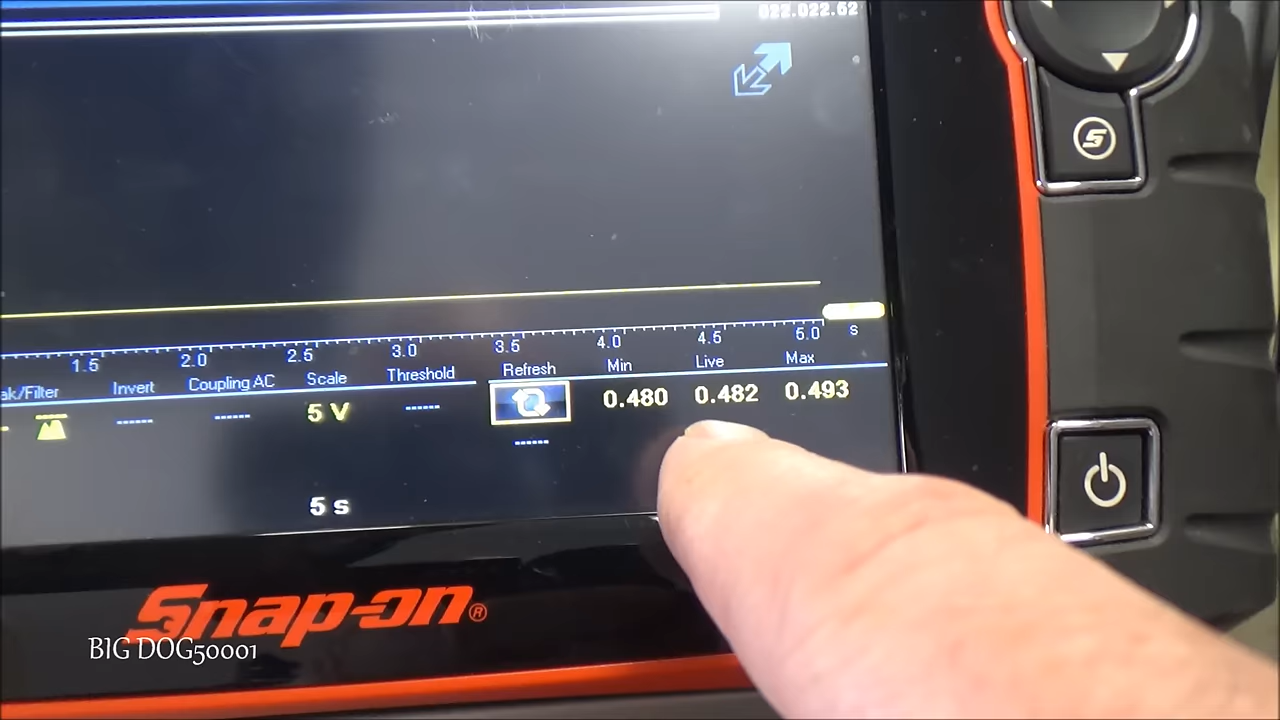 022.022.62
1.5 2.0 2.5 3.0 3.5 4.0 4.5 5.0 s
ak/Filter Invert Coupling AC Scale Threshold Refresh Min Live Max
5 V 0.480 0.482 0.493
5 s
Snap-on®
BIG DOG50001